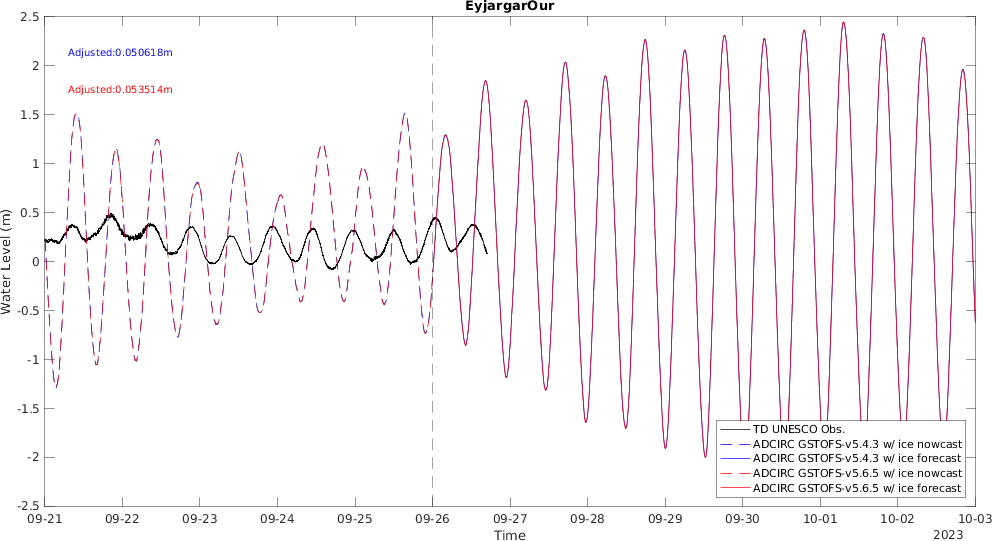 EyjargarOur
Adjusted:0.050618m
Adjusted:0.053514m
Water Level (m)
2.5
2
1.5
1
0.5
0
-0.5
-1
-1.5
-2
-2.5
TD UNESCO Obs.
ADCIRC GSTOFS-v5.4.3 w/ ice nowcast
ADCIRC GSTOFS-v5.4.3 w/ ice forecast
ADCIRC GSTOFS-v5.6.5 w/ ice nowcast
ADCIRC GSTOFS-v5.6.5 w/ ice forecast
09-21 09-22 09-23 09-24 09-25 09-26 09-27 09-28 09-29 09-30 10-01 10-02 10-03
Time
2023